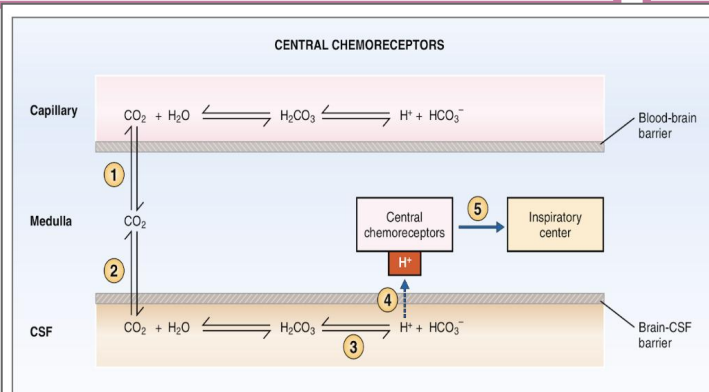 CENTRAL CHEMORECEPTORS
Capillary
CO₂ + H₂O H₂CO₃ H⁺ + HCO₃⁻
Blood-brain
barrier
1
Medulla
CO₂
Central
chemoreceptors
5
Inspiratory
center
H⁺
2
4
CSF
CO₂ + H₂O H₂CO₃ H⁺ + HCO₃⁻
3
Brain-CSF
barrier